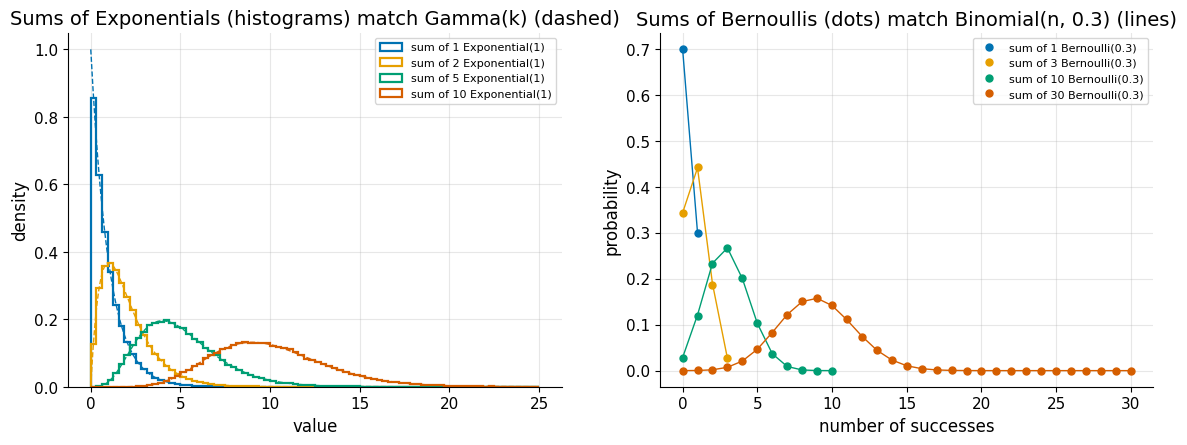 Sums of Exponentials (histograms) match Gamma(k) (dashed)
sum of 1 Exponential(1)
sum of 2 Exponential(1)
sum of 5 Exponential(1)
sum of 10 Exponential(1)
density
1.0
0.8
0.6
0.4
0.2
0.0
0 5 10 15 20 25
value
Sums of Bernoullis (dots) match Binomial(n, 0.3) (lines)
sum of 1 Bernoulli(0.3)
sum of 3 Bernoulli(0.3)
sum of 10 Bernoulli(0.3)
sum of 30 Bernoulli(0.3)
probability
0.7
0.6
0.5
0.4
0.3
0.2
0.1
0.0
0 5 10 15 20 25 30
number of successes